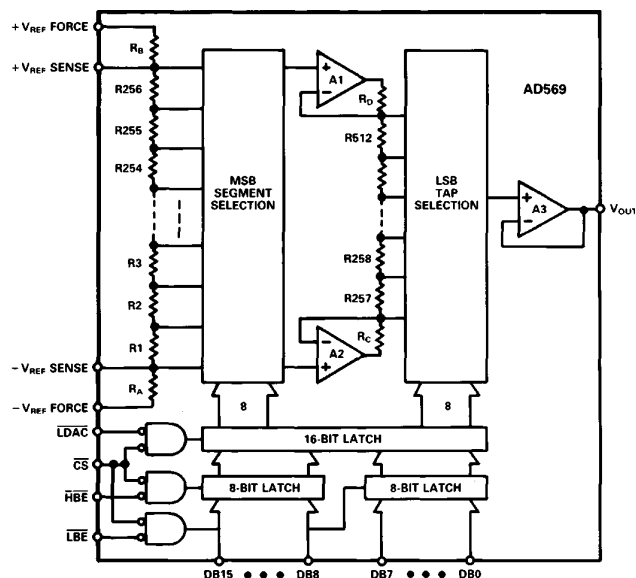 + VREF FORCE
RB
+ VREF SENSE
R256
R255
R254
R3
R2
R1
− VREF SENSE
RA
− VREF FORCE
MSB
SEGMENT
SELECTION
+
A1
−
RD
R512
R258
R257
RC
−
A2
+
LSB
TAP
SELECTION
AD569
+
A3
−
VOUT
8
8
LDAC
CS
HBE
LBE
16-BIT LATCH
8-BIT LATCH
8-BIT LATCH
DB15 ● ● ● DB8 DB7 ● ● ● DB0